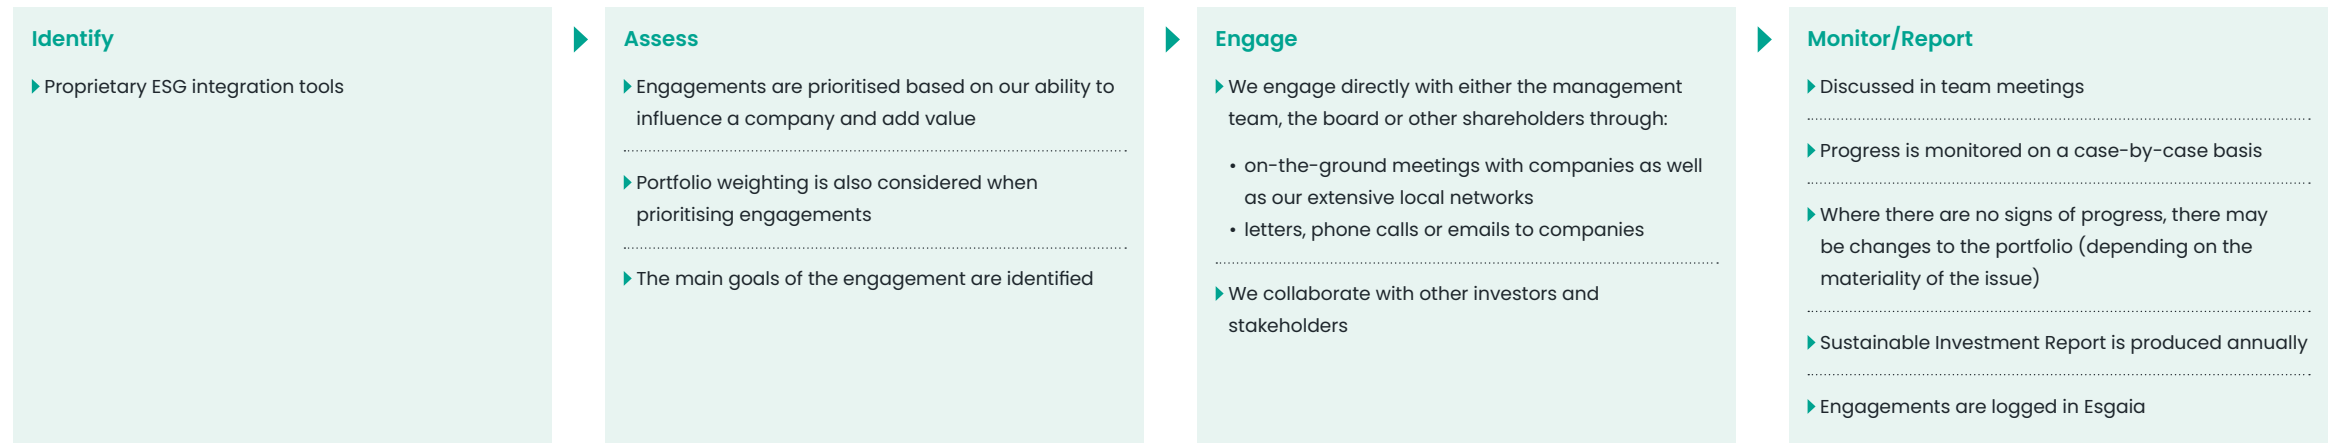 Identify
Proprietary ESG integration tools
Assess
Engagements are prioritised based on our ability to
influence a company and add value
Portfolio weighting is also considered when
prioritising engagements
The main goals of the engagement are identified
Engage
We engage directly with either the management
team, the board or other shareholders through:
• on-the-ground meetings with companies as well
as our extensive local networks
• letters, phone calls or emails to companies
We collaborate with other investors and
stakeholders
Monitor/Report
Discussed in team meetings
Progress is monitored on a case-by-case basis
Where there are no signs of progress, there may
be changes to the portfolio (depending on the
materiality of the issue)
Sustainable Investment Report is produced annually
Engagements are logged in Esgaia